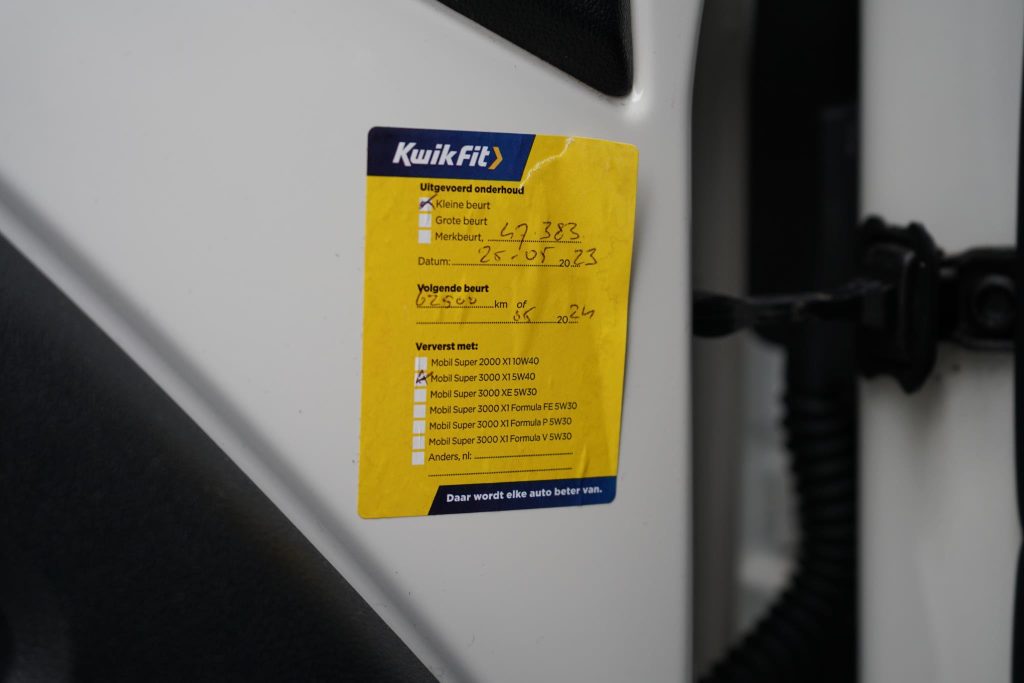 KwikFit
Uitgevoerd onderhoud
Kleine beurt
Grote beurt
Merkbeurt, 47 383
Datum: 25-05 2023
Volgende beurt
62500 km of
05 2024
Ververst met:
Mobil Super 2000 X1 10W40
Mobil Super 3000 X1 5W40
Mobil Super 3000 XE 5W30
Mobil Super 3000 X1 Formula FE 5W30
Mobil Super 3000 X1 Formula P 5W30
Mobil Super 3000 X1 Formula V 5W30
Anders, nl:
Daar wordt elke auto beter van.